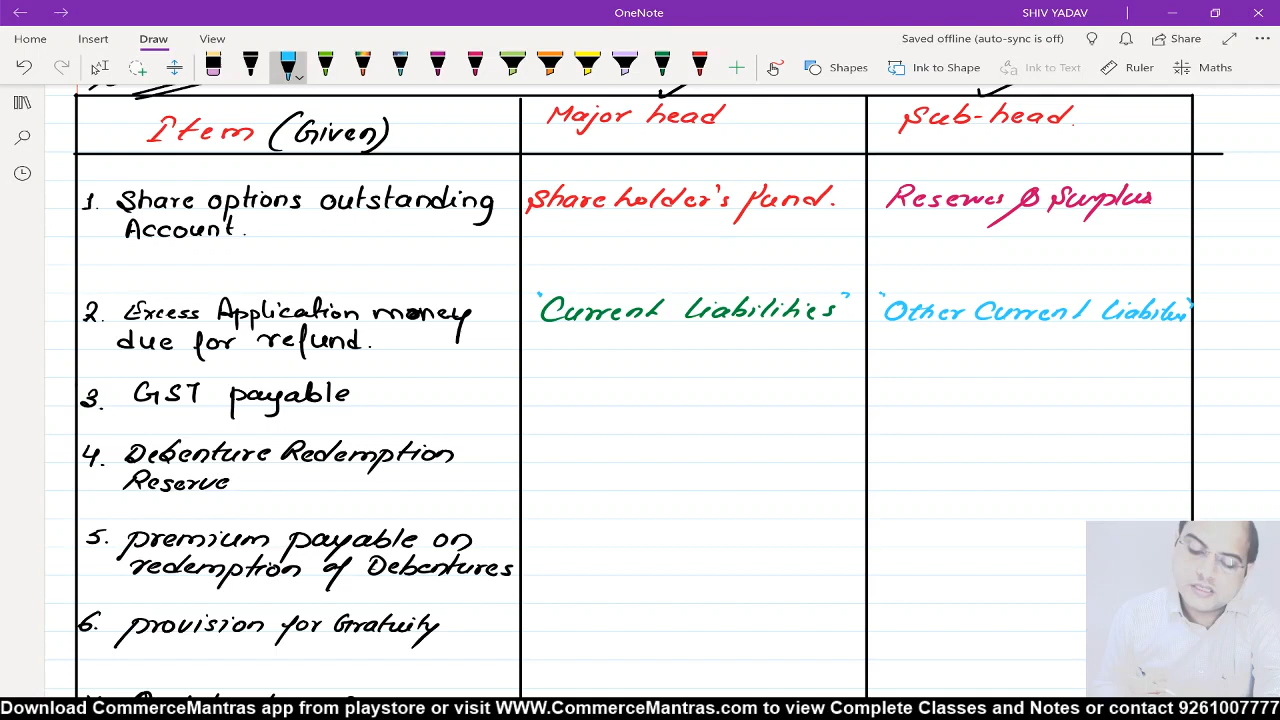 OneNote
SHIV YADAV
Home Insert Draw View
Saved offline (auto-sync is off)
Share
Shapes
Ink to Shape
Ink to Text
Ruler
Maths
Item (Given) Major head Sub-head.
1. Share options outstanding Shareholder's Fund. Reserves & Surplus
Account.
2. Excess Application money "Current Liabilities" "Other Current Liabilities"
due for refund.
3. GST payable
4. Debenture Redemption
Reserve
5. premium payable on
redemption of Debentures
6. provision for Gratuity
Download CommerceMantras app from playstore or visit WWW.CommerceMantras.com to view Complete Classes and Notes or contact 9261007777